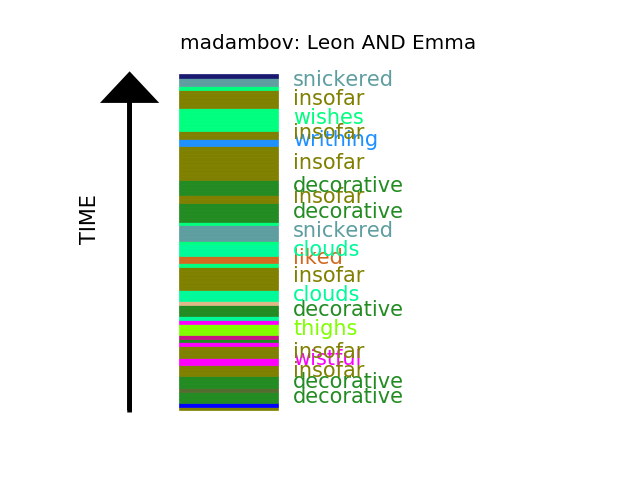 madambov: Leon AND Emma
TIME
snickered
insofar
wishes
insofar
writhing
insofar
decorative
insofar
decorative
snickered
clouds
liked
insofar
clouds
decorative
thighs
insofar
wistful
insofar
decorative
decorative